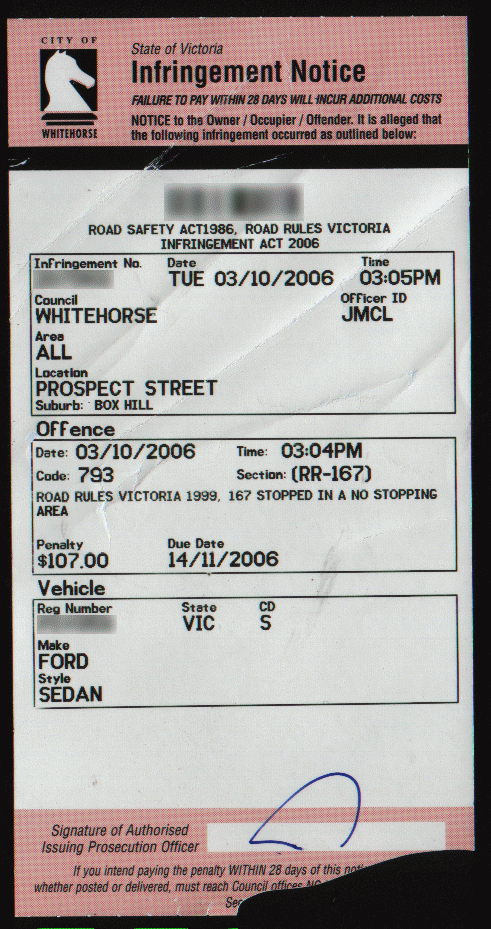 CITY OF
WHITEHORSE
State of Victoria
Infringement Notice
FAILURE TO PAY WITHIN 28 DAYS WILL INCUR ADDITIONAL COSTS
NOTICE to the Owner / Occupier / Offender. It is alleged that
the following infringement occurred as outlined below:
ROAD SAFETY ACT1986, ROAD RULES VICTORIA
INFRINGEMENT ACT 2006
Infringement No. Date Time
TUE 03/10/2006 03:05PM
Council Officer ID
WHITEHORSE JMCL
Area
ALL
Location
PROSPECT STREET
Suburb: BOX HILL
Offence
Date: 03/10/2006 Time: 03:04PM
Code: 793 Section: (RR-167)
ROAD RULES VICTORIA 1999, 167 STOPPED IN A NO STOPPING
AREA
Penalty Due Date
$107.00 14/11/2006
Vehicle
Reg Number State CD
VIC S
Make
FORD
Style
SEDAN
Signature of Authorised
Issuing Prosecution Officer
If you intend paying the penalty WITHIN 28 days of this
whether posted or delivered, must reach Council offices